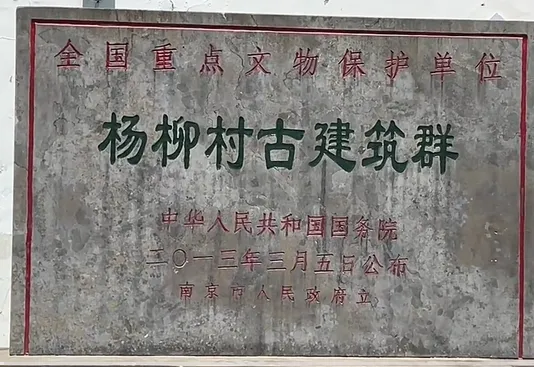 全国重点文物保护单位
杨柳村古建筑群
中华人民共和国国务院
二〇一三年三月五日公布
南京市人民政府立